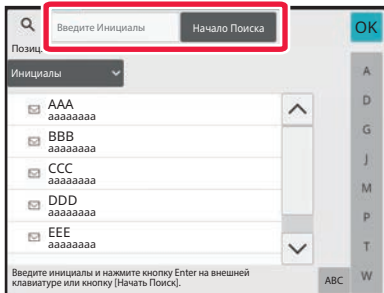 Введите Инициалы Начало Поиска OK
Позиц
Инициалы
AAA
aaaaaaaa
BBB
aaaaaaaa
CCC
aaaaaaaa
DDD
aaaaaaaa
EEE
aaaaaaaa
A
D
G
J
M
P
T
W
Введите инициалы и нажмите кнопку Enter на внешней
клавиатуре или кнопку [Начать Поиск].
ABC